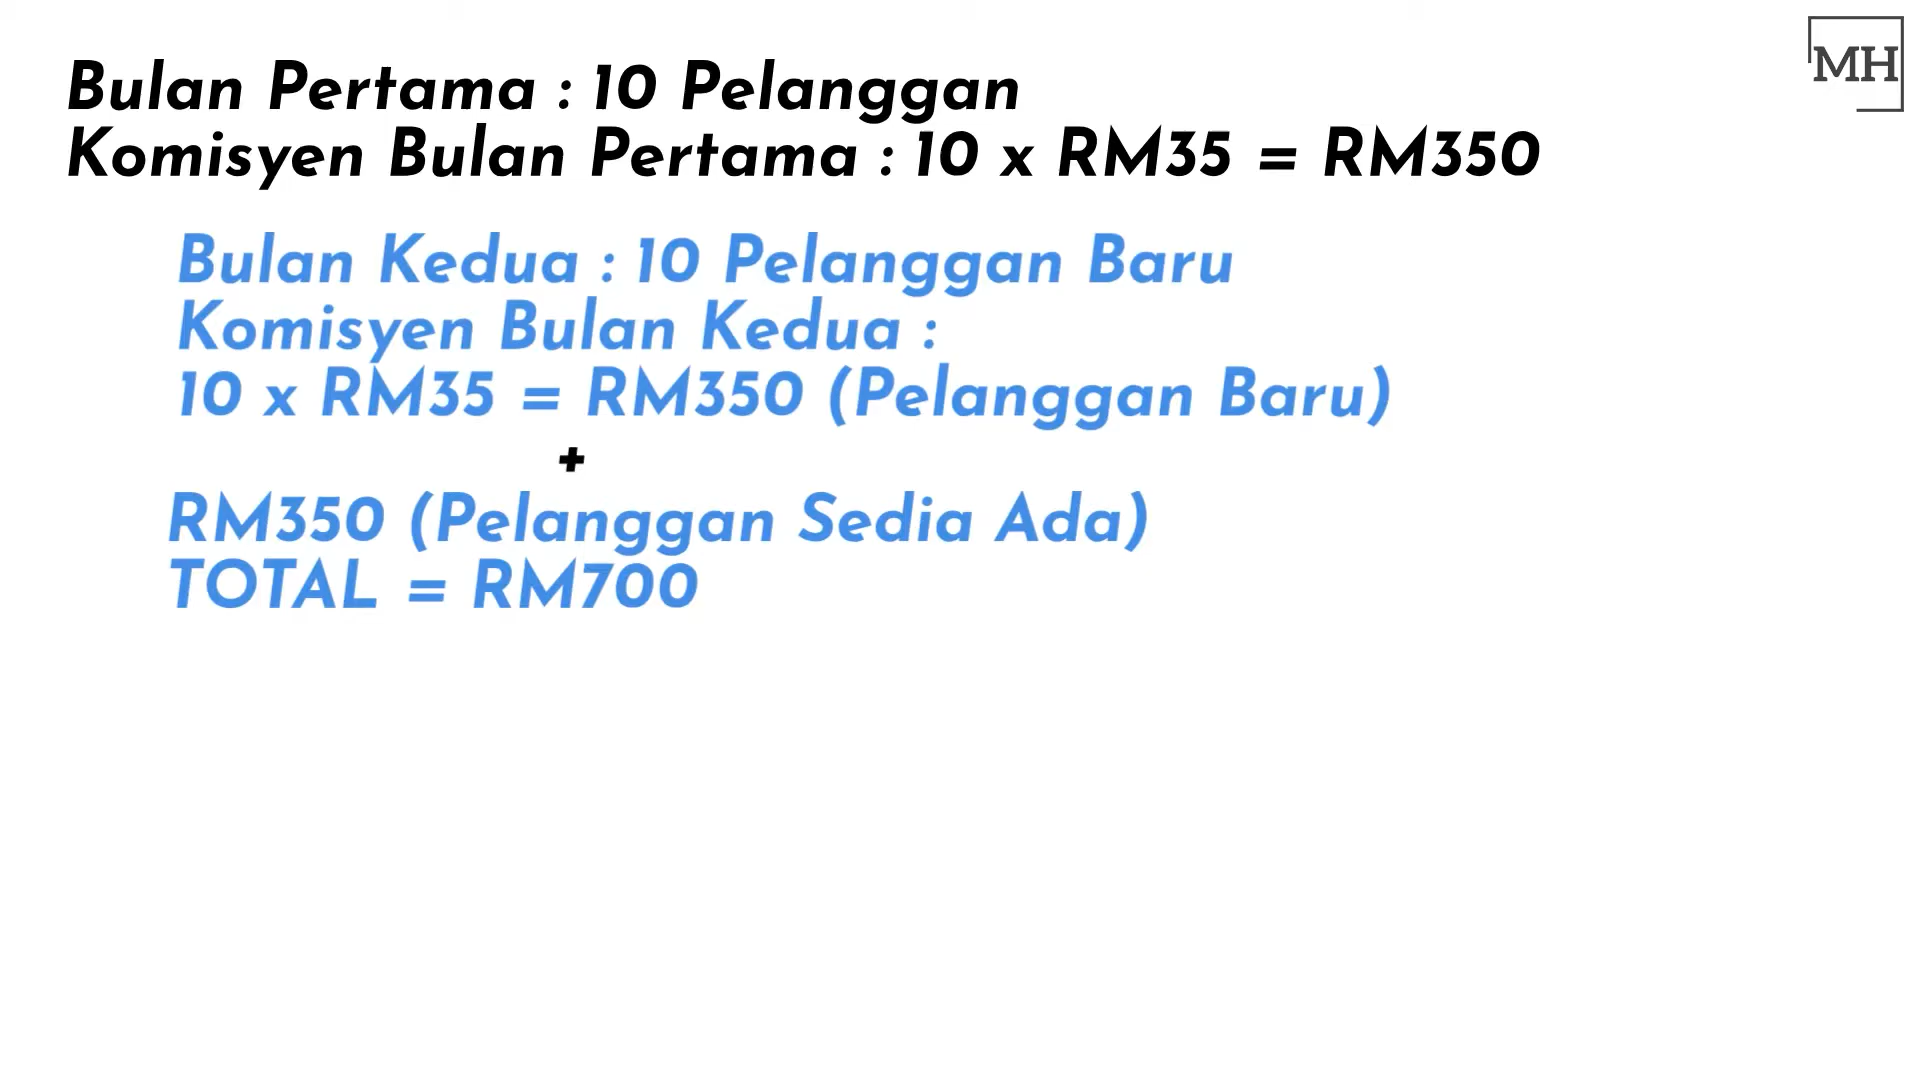 MH
Bulan Pertama : 10 Pelanggan
Komisyen Bulan Pertama : 10 x RM35 = RM350
Bulan Kedua : 10 Pelanggan Baru
Komisyen Bulan Kedua :
10 x RM35 = RM350 (Pelanggan Baru)
+
RM350 (Pelanggan Sedia Ada)
TOTAL = RM700